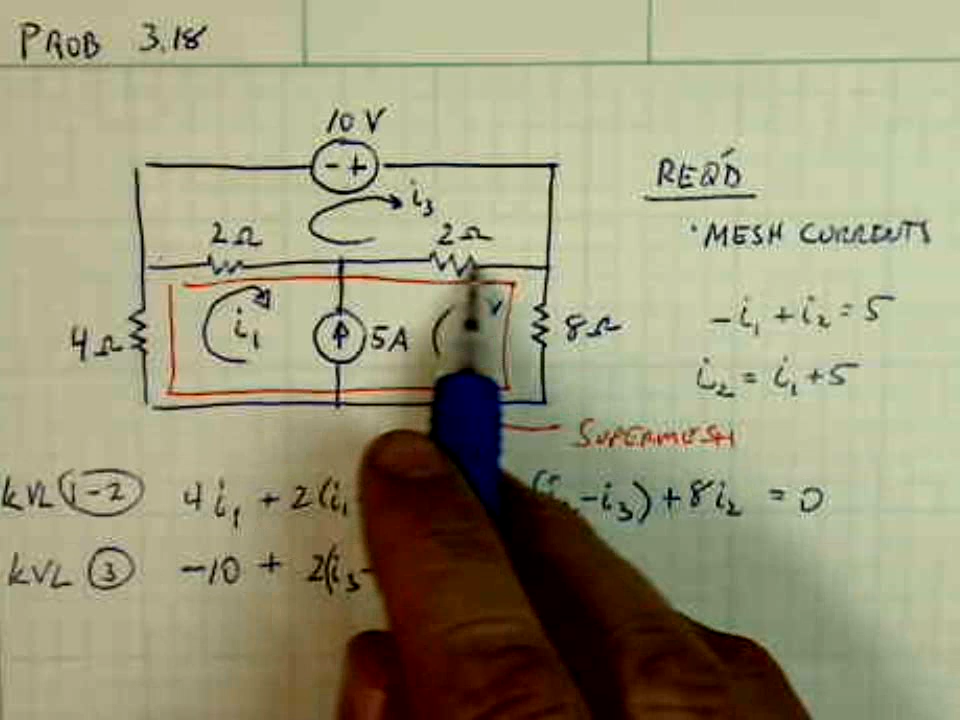 PROB 3.18
10 V
- +
i3
REQ'D
2Ω 2Ω
· MESH CURRENTS
i1
4Ω 5A 8Ω
-i1 + i2 = 5
i2 = i1 + 5
SUPERMESH
KVL 1-2 4i1 + 2(i1 - i3) + 8i2 = 0
KVL 3 -10 + 2(i3 -